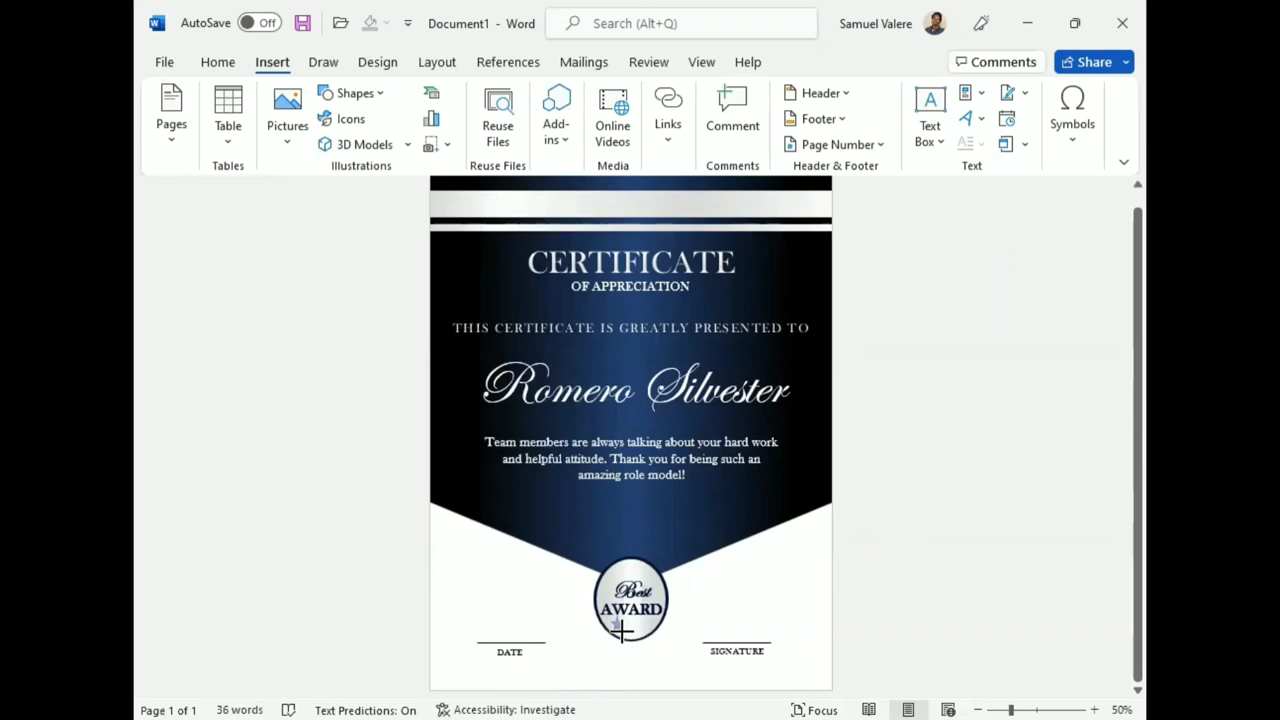 AutoSave Off Document1 - Word Search (Alt+Q) Samuel Valere
File Home Insert Draw Design Layout References Mailings Review View Help Comments Share
Pages
Table
Tables
Pictures
Shapes
Icons
3D Models
Illustrations
Reuse
Files
Reuse Files
Add-
ins
Online
Videos
Media
Links
Comment
Comments
Header
Footer
Page Number
Header & Footer
Text
Box
Text
Symbols
CERTIFICATE
OF APPRECIATION
THIS CERTIFICATE IS GREATLY PRESENTED TO
Romero Silvester
Team members are always talking about your hard work
and helpful attitude. Thank you for being such an
amazing role model!
Best
AWARD
DATE
SIGNATURE
Page 1 of 1 36 words Text Predictions: On Accessibility: Investigate Focus 50%